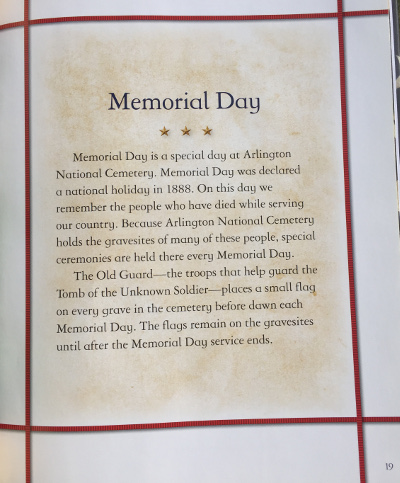 Memorial Day
Memorial Day is a special day at Arlington
National Cemetery. Memorial Day was declared
a national holiday in 1888. On this day we
remember the people who have died while serving
our country. Because Arlington National Cemetery
holds the gravesites of many of these people, special
ceremonies are held there every Memorial Day.
The Old Guard—the troops that help guard the
Tomb of the Unknown Soldier—places a small flag
on every grave in the cemetery before dawn each
Memorial Day. The flags remain on the gravesites
until after the Memorial Day service ends.
19